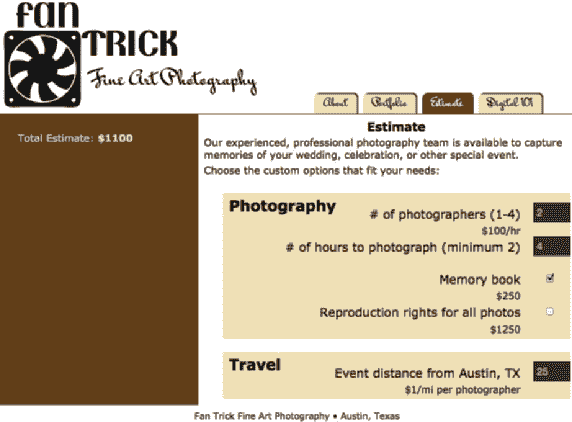 fan
TRICK
Fine Art Photography
About
Portfolio
Estimate
Digital 101
Total Estimate: $1100
Estimate
Our experienced, professional photography team is available to capture
memories of your wedding, celebration, or other special event.
Choose the custom options that fit your needs:
Photography
# of photographers (1-4) 2
$100/hr
# of hours to photograph (minimum 2) 4
Memory book
$250
Reproduction rights for all photos
$1250
Travel
Event distance from Austin, TX 25
$1/mi per photographer
Fan Trick Fine Art Photography • Austin, Texas